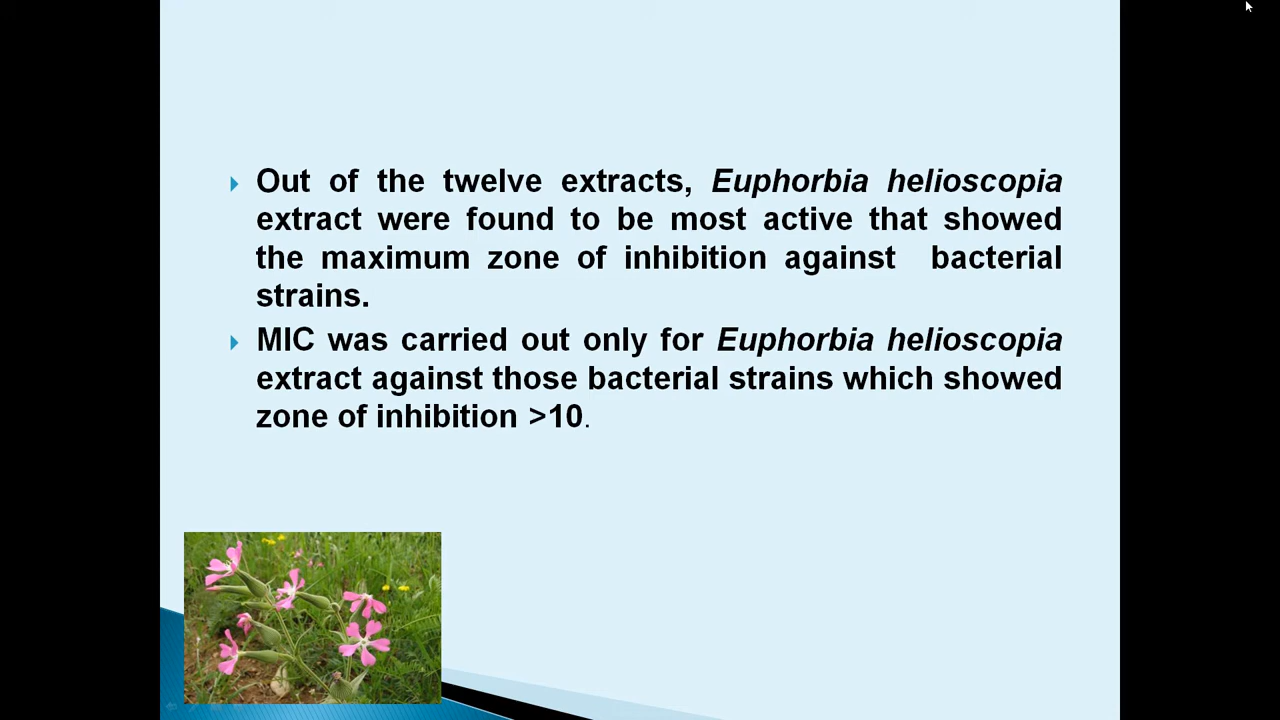 Out of the twelve extracts, Euphorbia helioscopia
extract were found to be most active that showed
the maximum zone of inhibition against bacterial
strains.
MIC was carried out only for Euphorbia helioscopia
extract against those bacterial strains which showed
zone of inhibition >10.